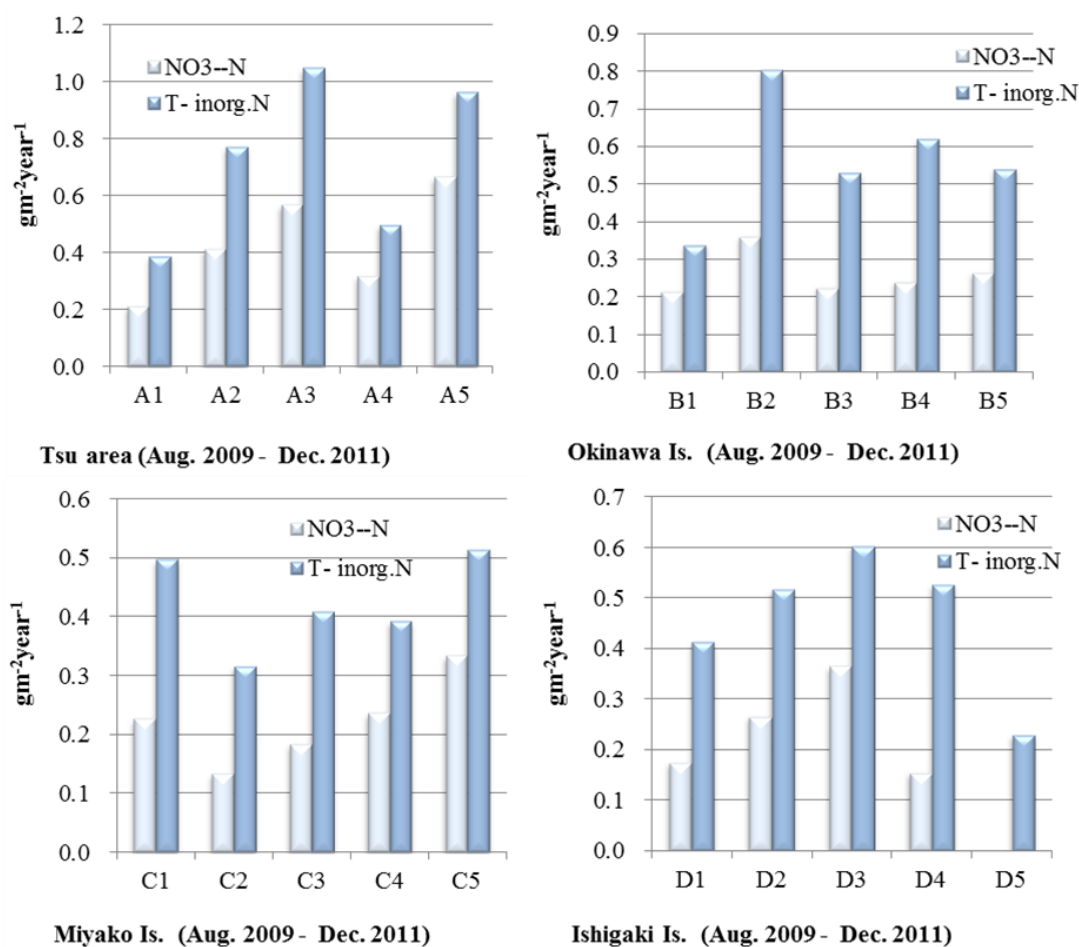 1.2
1.0
0.8
0.6
0.4
0.2
0.0
gm-2year-1
NO3--N
T- inorg.N
A1 A2 A3 A4 A5
Tsu area (Aug. 2009 - Dec. 2011)
0.9
0.8
0.7
0.6
0.5
0.4
0.3
0.2
0.1
0.0
gm-2year-1
NO3--N
T- inorg.N
B1 B2 B3 B4 B5
Okinawa Is. (Aug. 2009 - Dec. 2011)
0.6
0.5
0.4
0.3
0.2
0.1
0.0
gm-2year-1
NO3--N
T- inorg.N
C1 C2 C3 C4 C5
Miyako Is. (Aug. 2009 - Dec. 2011)
0.7
0.6
0.5
0.4
0.3
0.2
0.1
0.0
gm-2year-1
NO3--N
T- inorg.N
D1 D2 D3 D4 D5
Ishigaki Is. (Aug. 2009 - Dec. 2011)